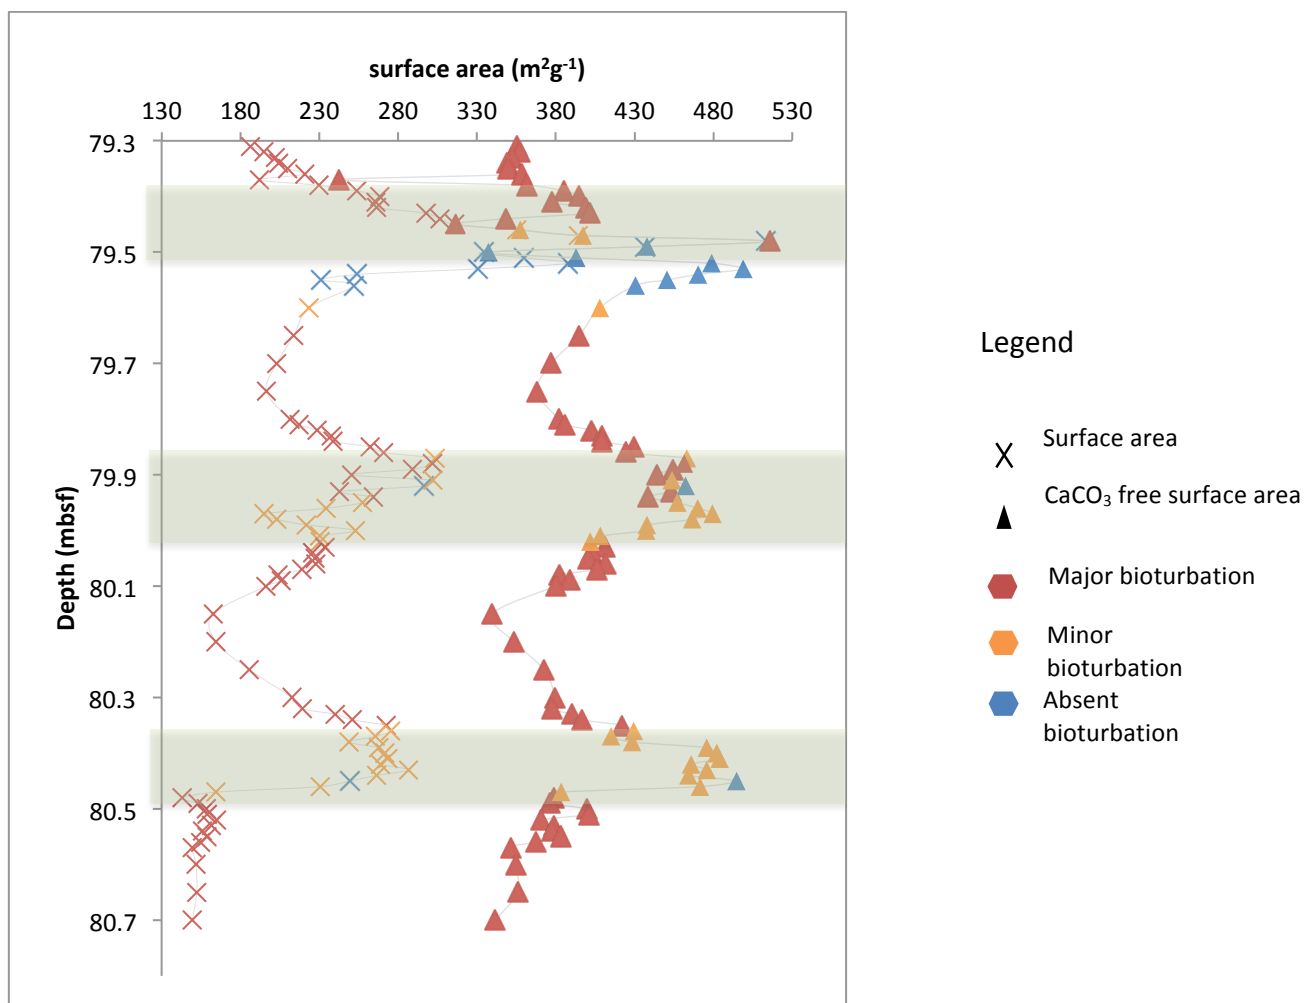 surface area (m²g⁻¹)
130 180 230 280 330 380 430 480 530
79.3
79.5
79.7
79.9
80.1
80.3
80.5
80.7
Depth (mbsf)
Legend
Surface area
CaCO₃ free surface area
Major bioturbation
Minor
bioturbation
Absent
bioturbation